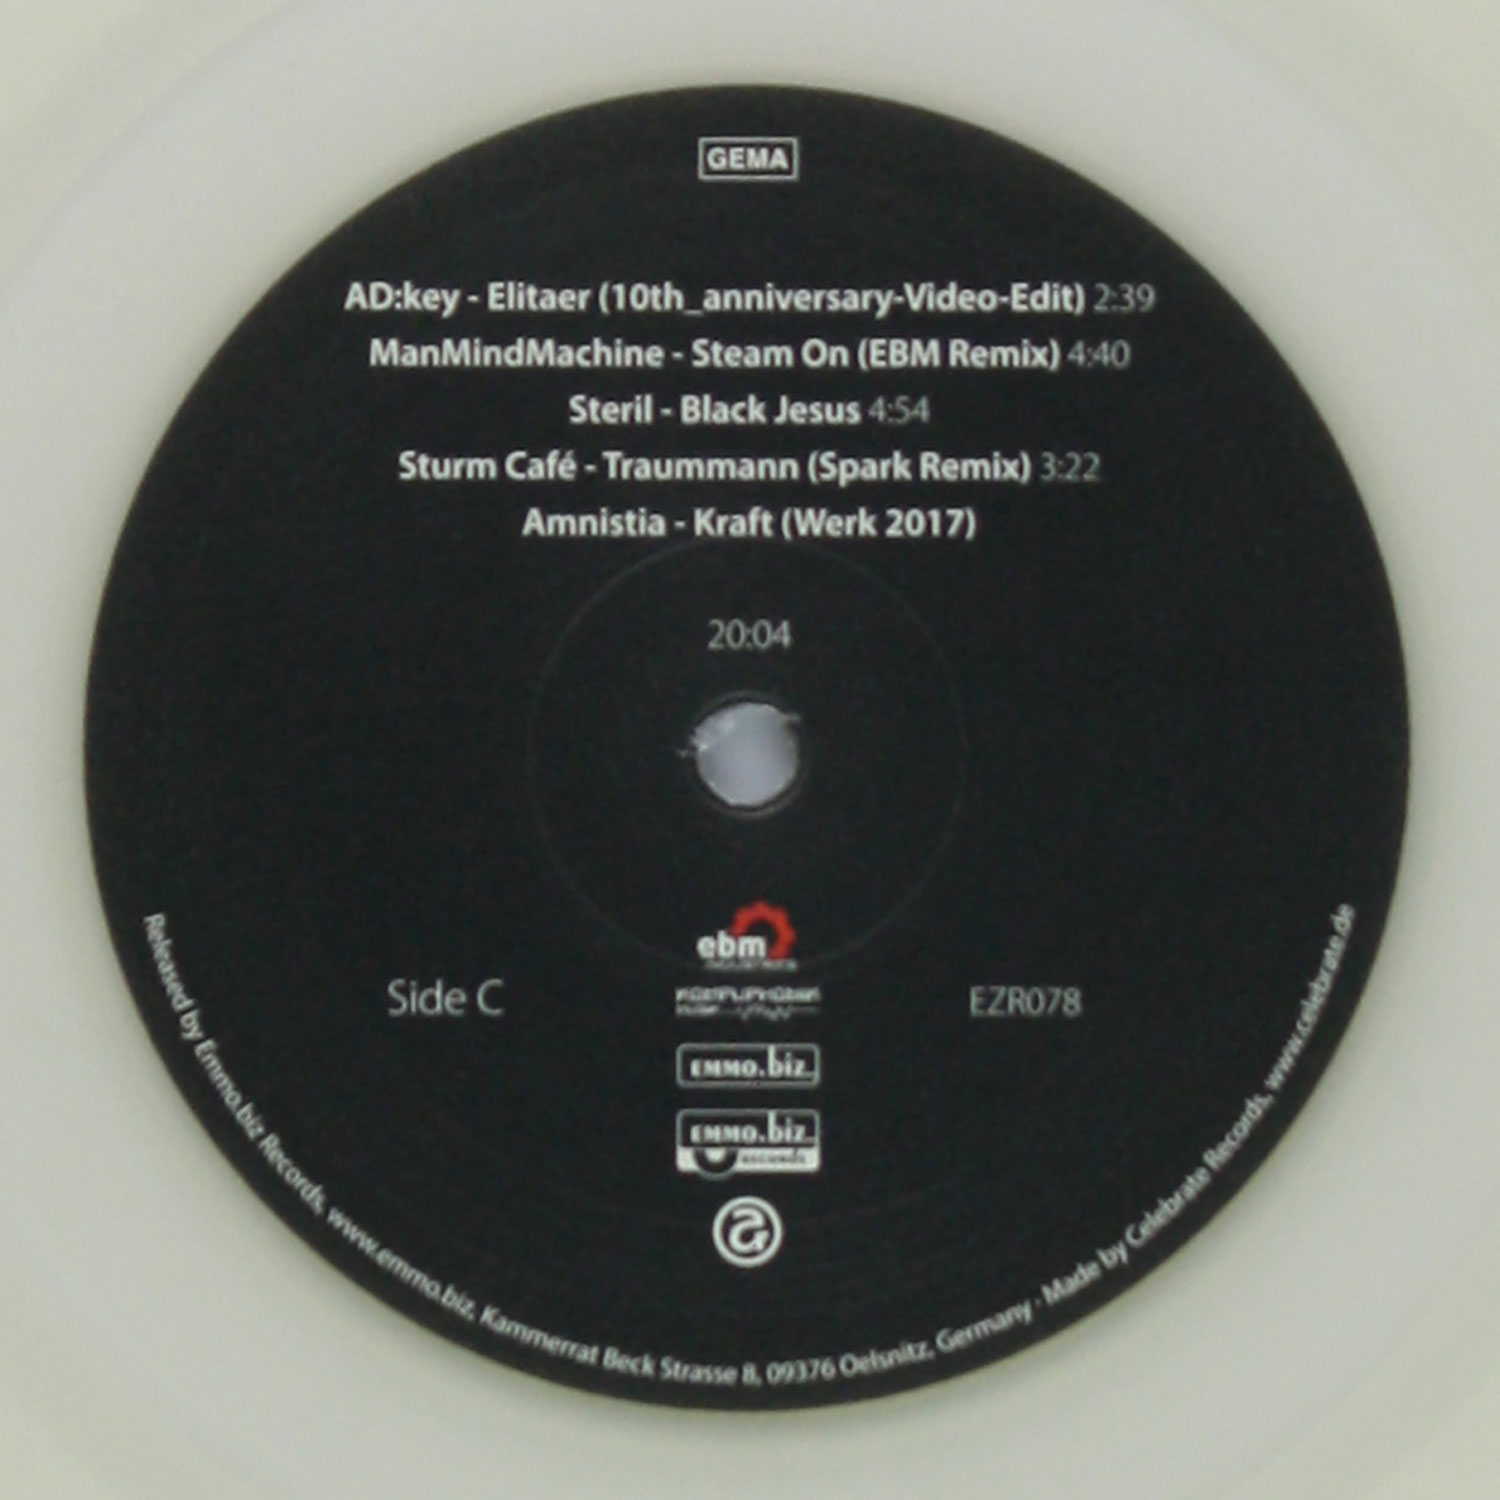 GEMA
AD:key - Elitaer (10th_anniversary-Video-Edit) 2:39
ManMindMachine - Steam On (EBM Remix) 4:40
Steril - Black Jesus 4:54
Sturm Café - Traummann (Spark Remix) 3:22
Amnistia - Kraft (Werk 2017)
20:04
ebm
Side C
EZR078
EMMO.biz
EMMO.biz
RECORDS
Released by Emmo.biz Records, www.emmo.biz, Kammerrat Beck Strasse 8, 09376 Oelsnitz, Germany · Made by Celebrate Records, www.celebrate.de